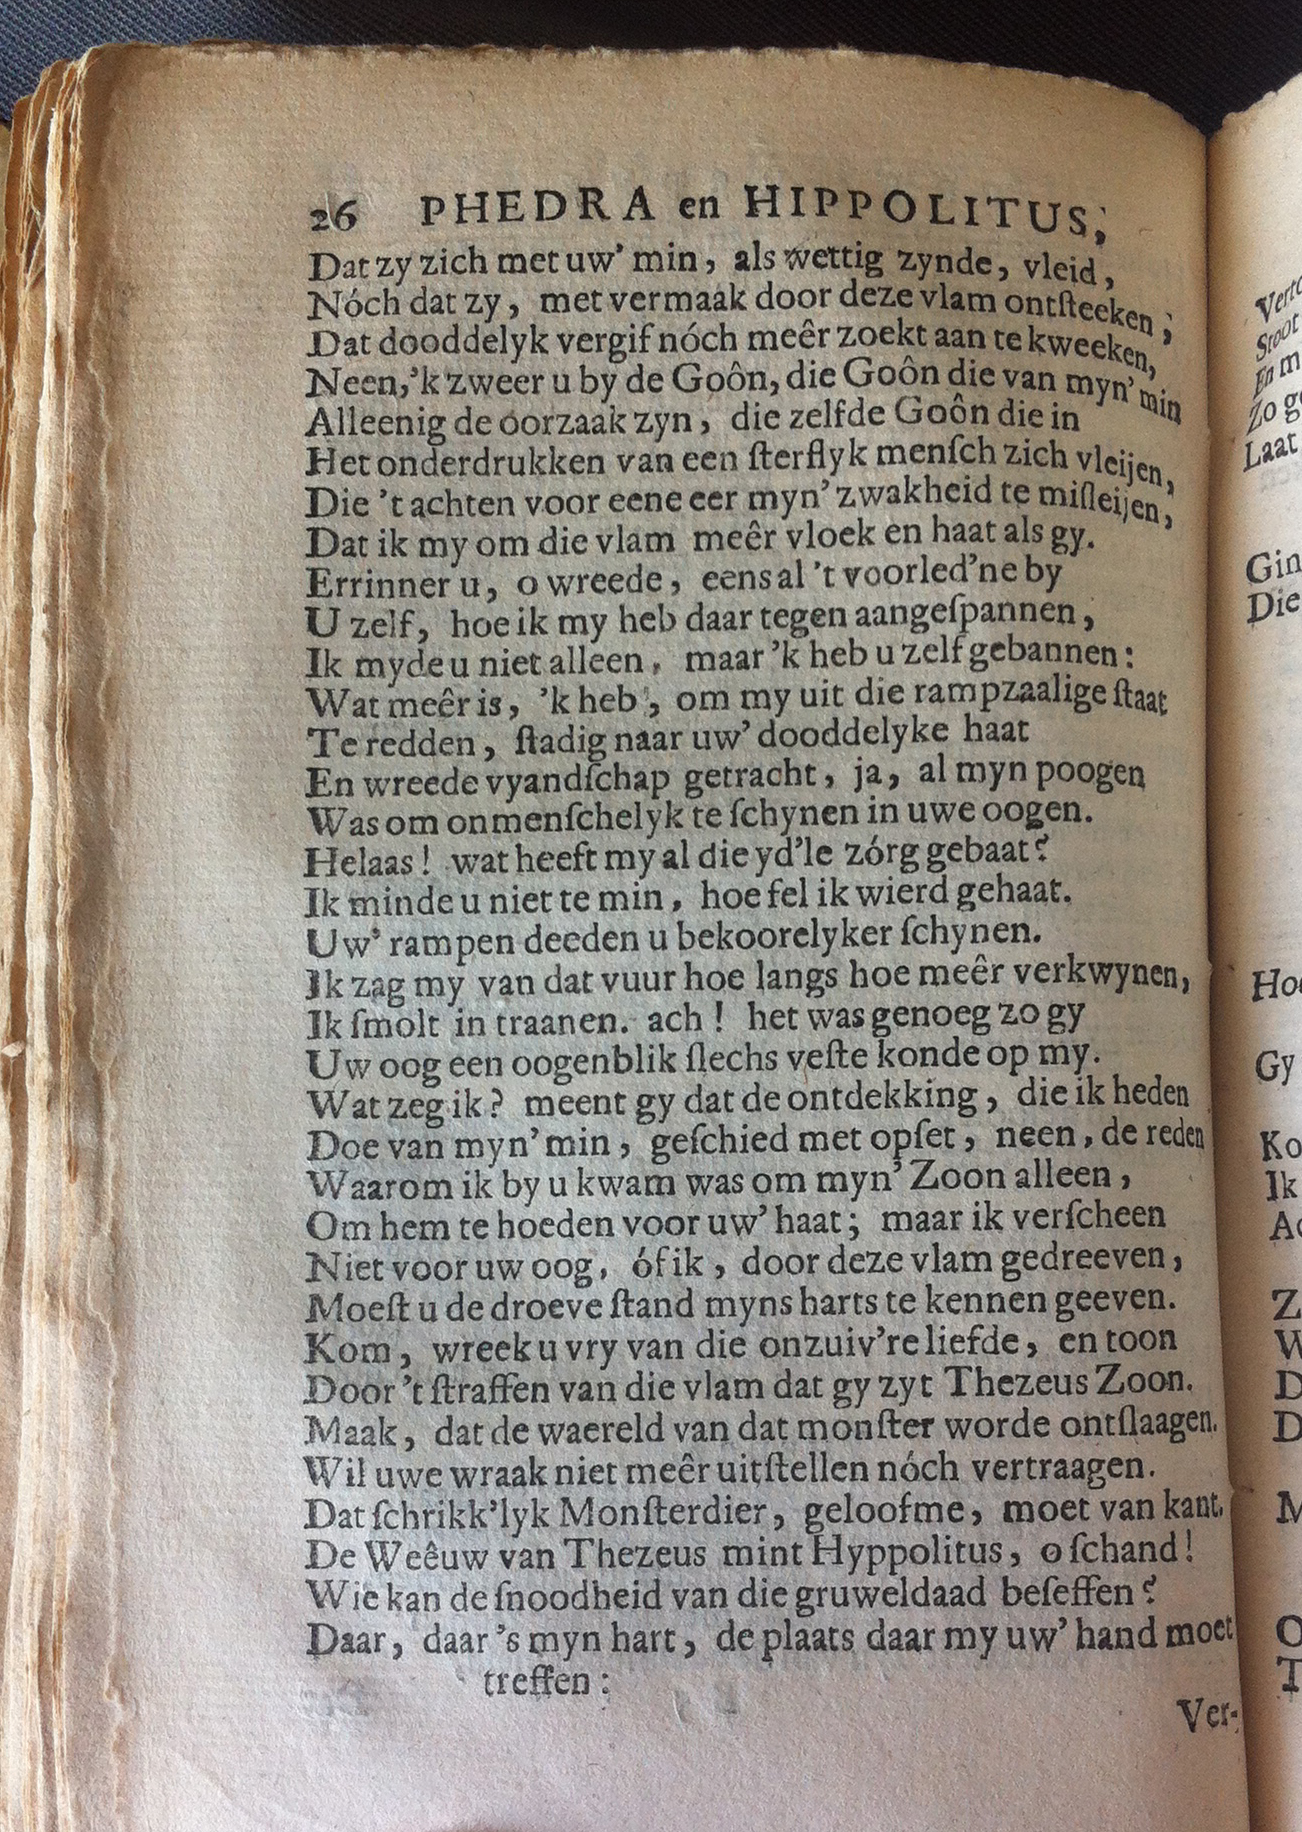 26 PHEDRA en HIPPOLITUS,
Dat zy zich met uw' min, als wettig zynde, vleid,
Nóch dat zy, met vermaak door deze vlam ontſteeken,
Dat dooddelyk vergif nóch meêr zoekt aan te kweeken,
Neen,'k zweer u by de Goôn, die Goôn die van myn' min
Alleenig de oorzaak zyn, die zelfde Goôn die in
Het onderdrukken van een ſterflyk menſch zich vleijen,
Die 't achten voor eene eer myn' zwakheid te miſleijen,
Dat ik my om die vlam meêr vloek en haat als gy.
Errinner u, o wreede, eens al 't voorled'ne by
U zelf, hoe ik my heb daar tegen aangeſpannen,
Ik myde u niet alleen, maar 'k heb u zelf gebannen:
Wat meêr is, 'k heb, om my uit die rampzaalige ſtaat
Te redden, ſtadig naar uw' dooddelyke haat
En wreede vyandſchap getracht, ja, al myn poogen
Was om onmenſchelyk te ſchynen in uwe oogen.
Helaas! wat heeft my al die yd'le zórg gebaat?
Ik minde u niet te min, hoe fel ik wierd gehaat.
Uw' rampen deeden u bekoorelyker ſchynen.
Ik zag my van dat vuur hoe langs hoe meêr verkwynen,
Ik ſmolt in traanen. ach! het was genoeg zo gy
Uw oog een oogenblik ſlechs veſte konde op my.
Wat zeg ik? meent gy dat de ontdekking, die ik heden
Doe van myn' min, geſchied met opſet, neen, de reden
Waarom ik by u kwam was om myn' Zoon alleen,
Om hem te hoeden voor uw' haat; maar ik verſcheen
Niet voor uw oog, óf ik, door deze vlam gedreeven,
Moeſt u de droeve ſtand myns harts te kennen geeven.
Kom, wreek u vry van die onzuiv're liefde, en toon
Door 't ſtraffen van die vlam dat gy zyt Thezeus Zoon.
Maak, dat de waereld van dat monſter worde ontſlaagen.
Wil uwe wraak niet meêr uitſtellen nóch vertraagen.
Dat ſchrikk'lyk Monſterdier, geloofme, moet van kant.
De Weêuw van Thezeus mint Hyppolitus, o ſchand!
Wie kan de ſnoodheid van die gruweldaad beſeffen?
Daar, daar 's myn hart, de plaats daar my uw' hand moet
treffen:
Ver-
Laat
Gin
Die
Gy
Ik